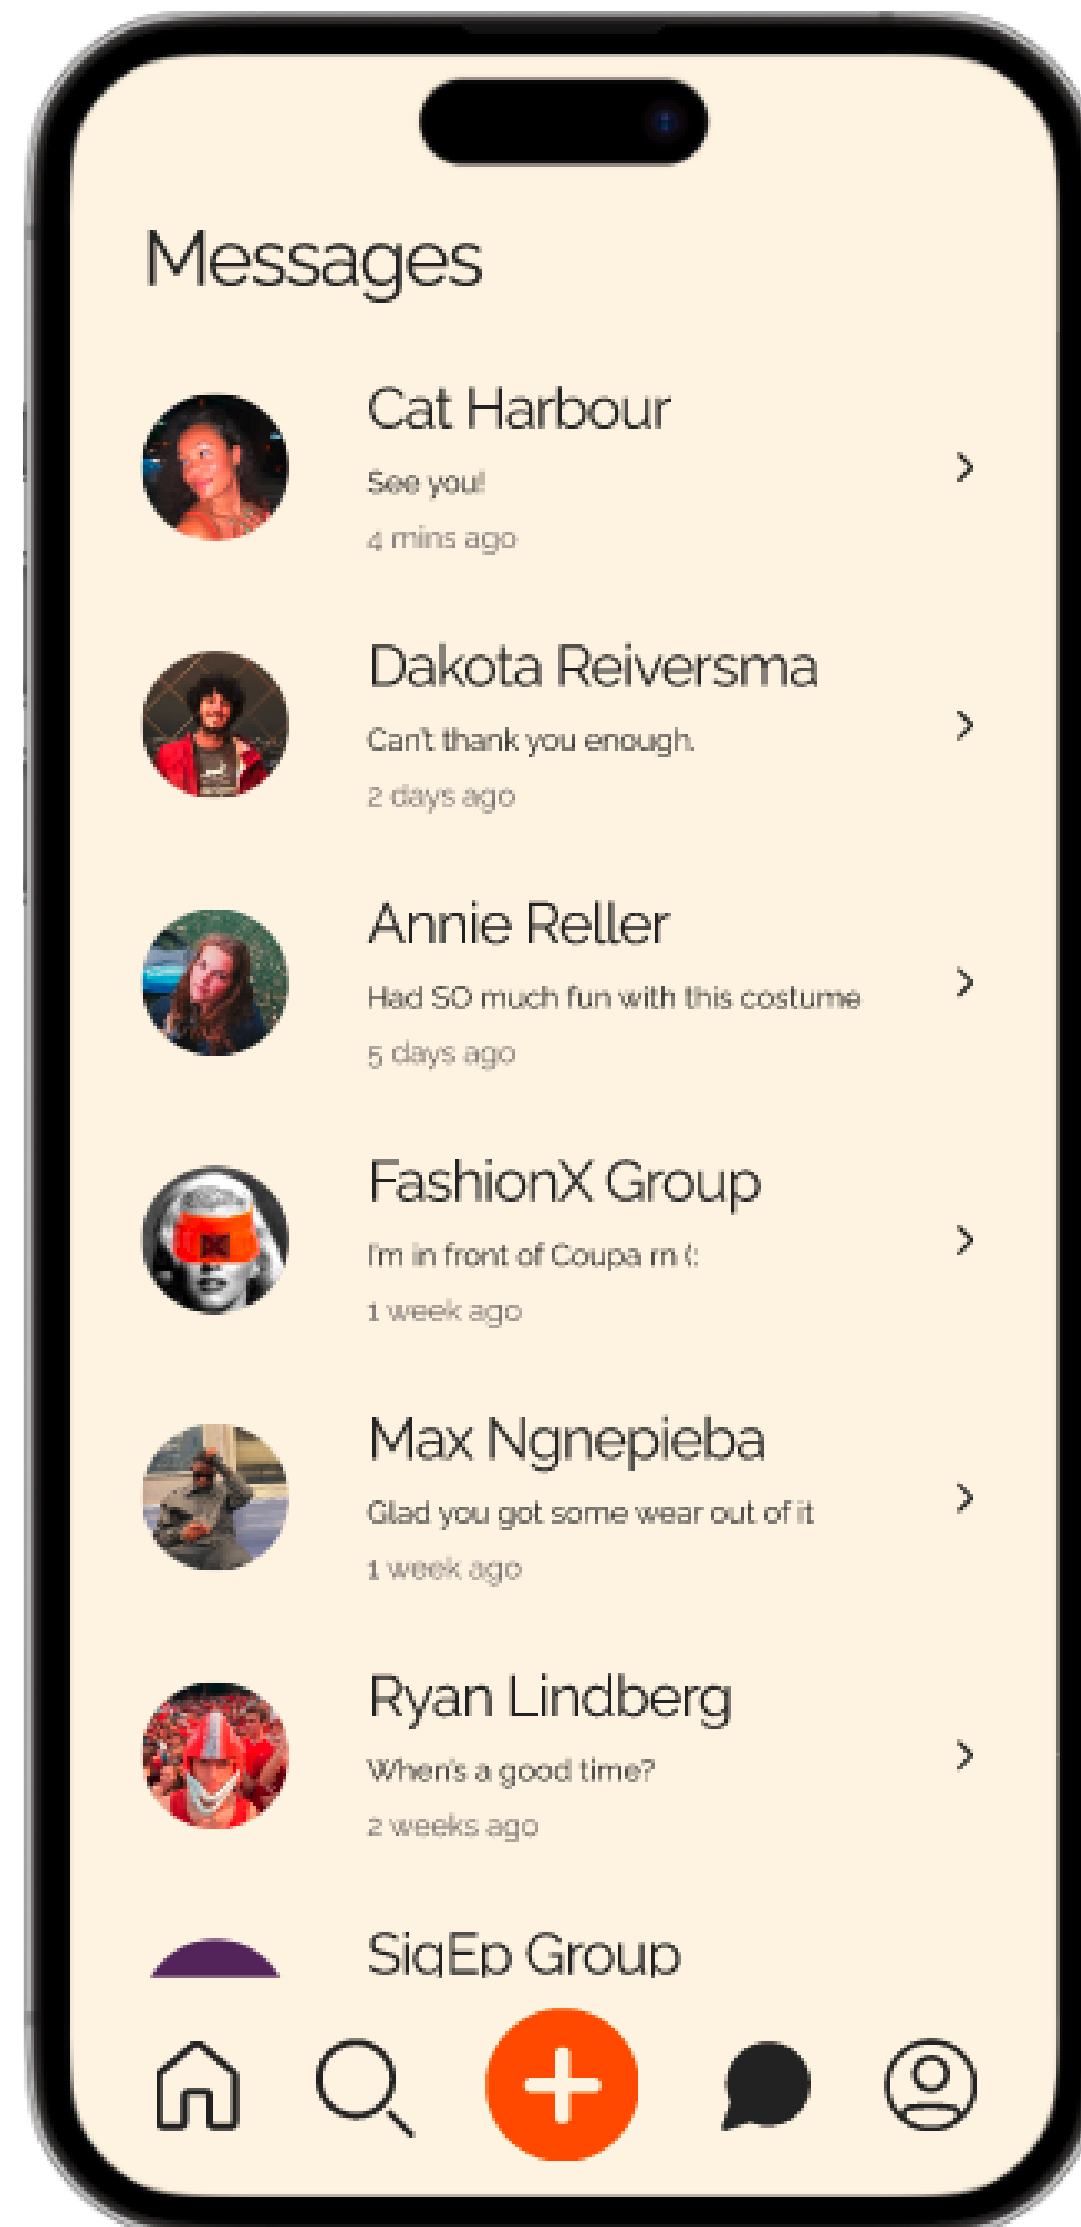 Messages
Cat Harbour
See you!
4 mins ago
Dakota Reiversma
Can't thank you enough.
2 days ago
Annie Reller
Had SO much fun with this costume
5 days ago
FashionX Group
I'm in front of Coupa rn (:
1 week ago
Max Ngnepieba
Glad you got some wear out of it
1 week ago
Ryan Lindberg
When's a good time?
2 weeks ago
SigEp Group